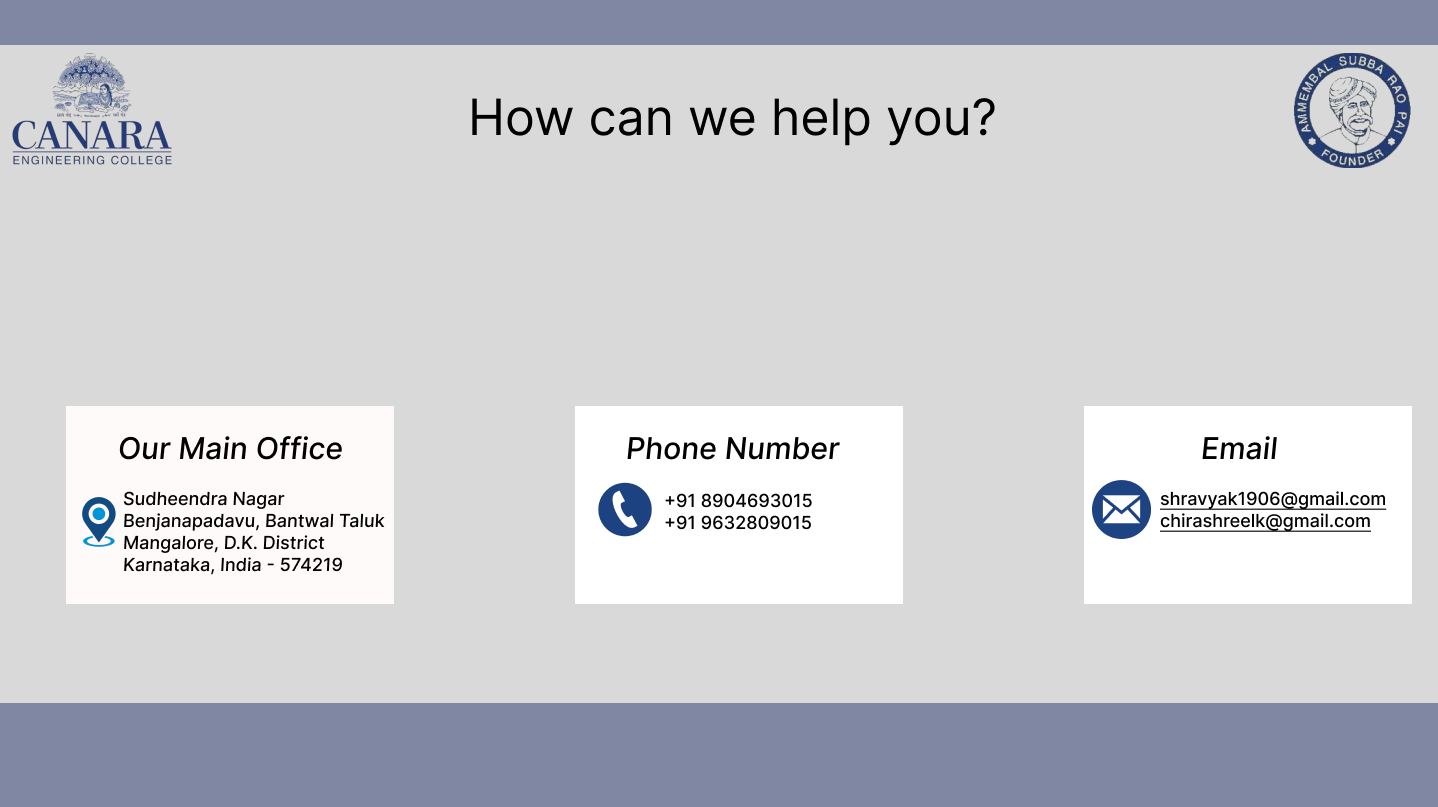 CANARA
ENGINEERING COLLEGE
How can we help you?
AMMEMBAL SUBBA RAO PAI
FOUNDER
Our Main Office
Sudheendra Nagar
Benjanapadavu, Bantwal Taluk
Mangalore, D.K. District
Karnataka, India - 574219
Phone Number
+91 8904693015
+91 9632809015
Email
shravyak1906@gmail.com
chirashreelk@gmail.com